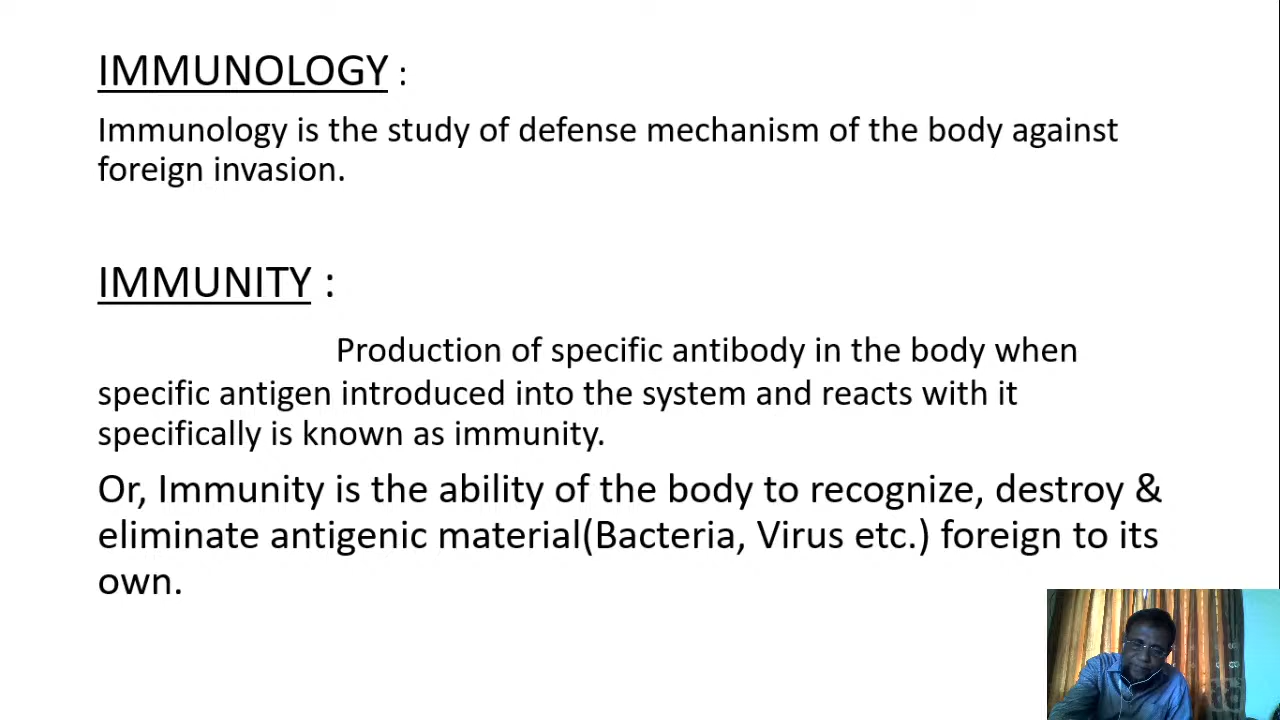 IMMUNOLOGY :
Immunology is the study of defense mechanism of the body against
foreign invasion.
IMMUNITY :
Production of specific antibody in the body when
specific antigen introduced into the system and reacts with it
specifically is known as immunity.
Or, Immunity is the ability of the body to recognize, destroy &
eliminate antigenic material(Bacteria, Virus etc.) foreign to its
own.